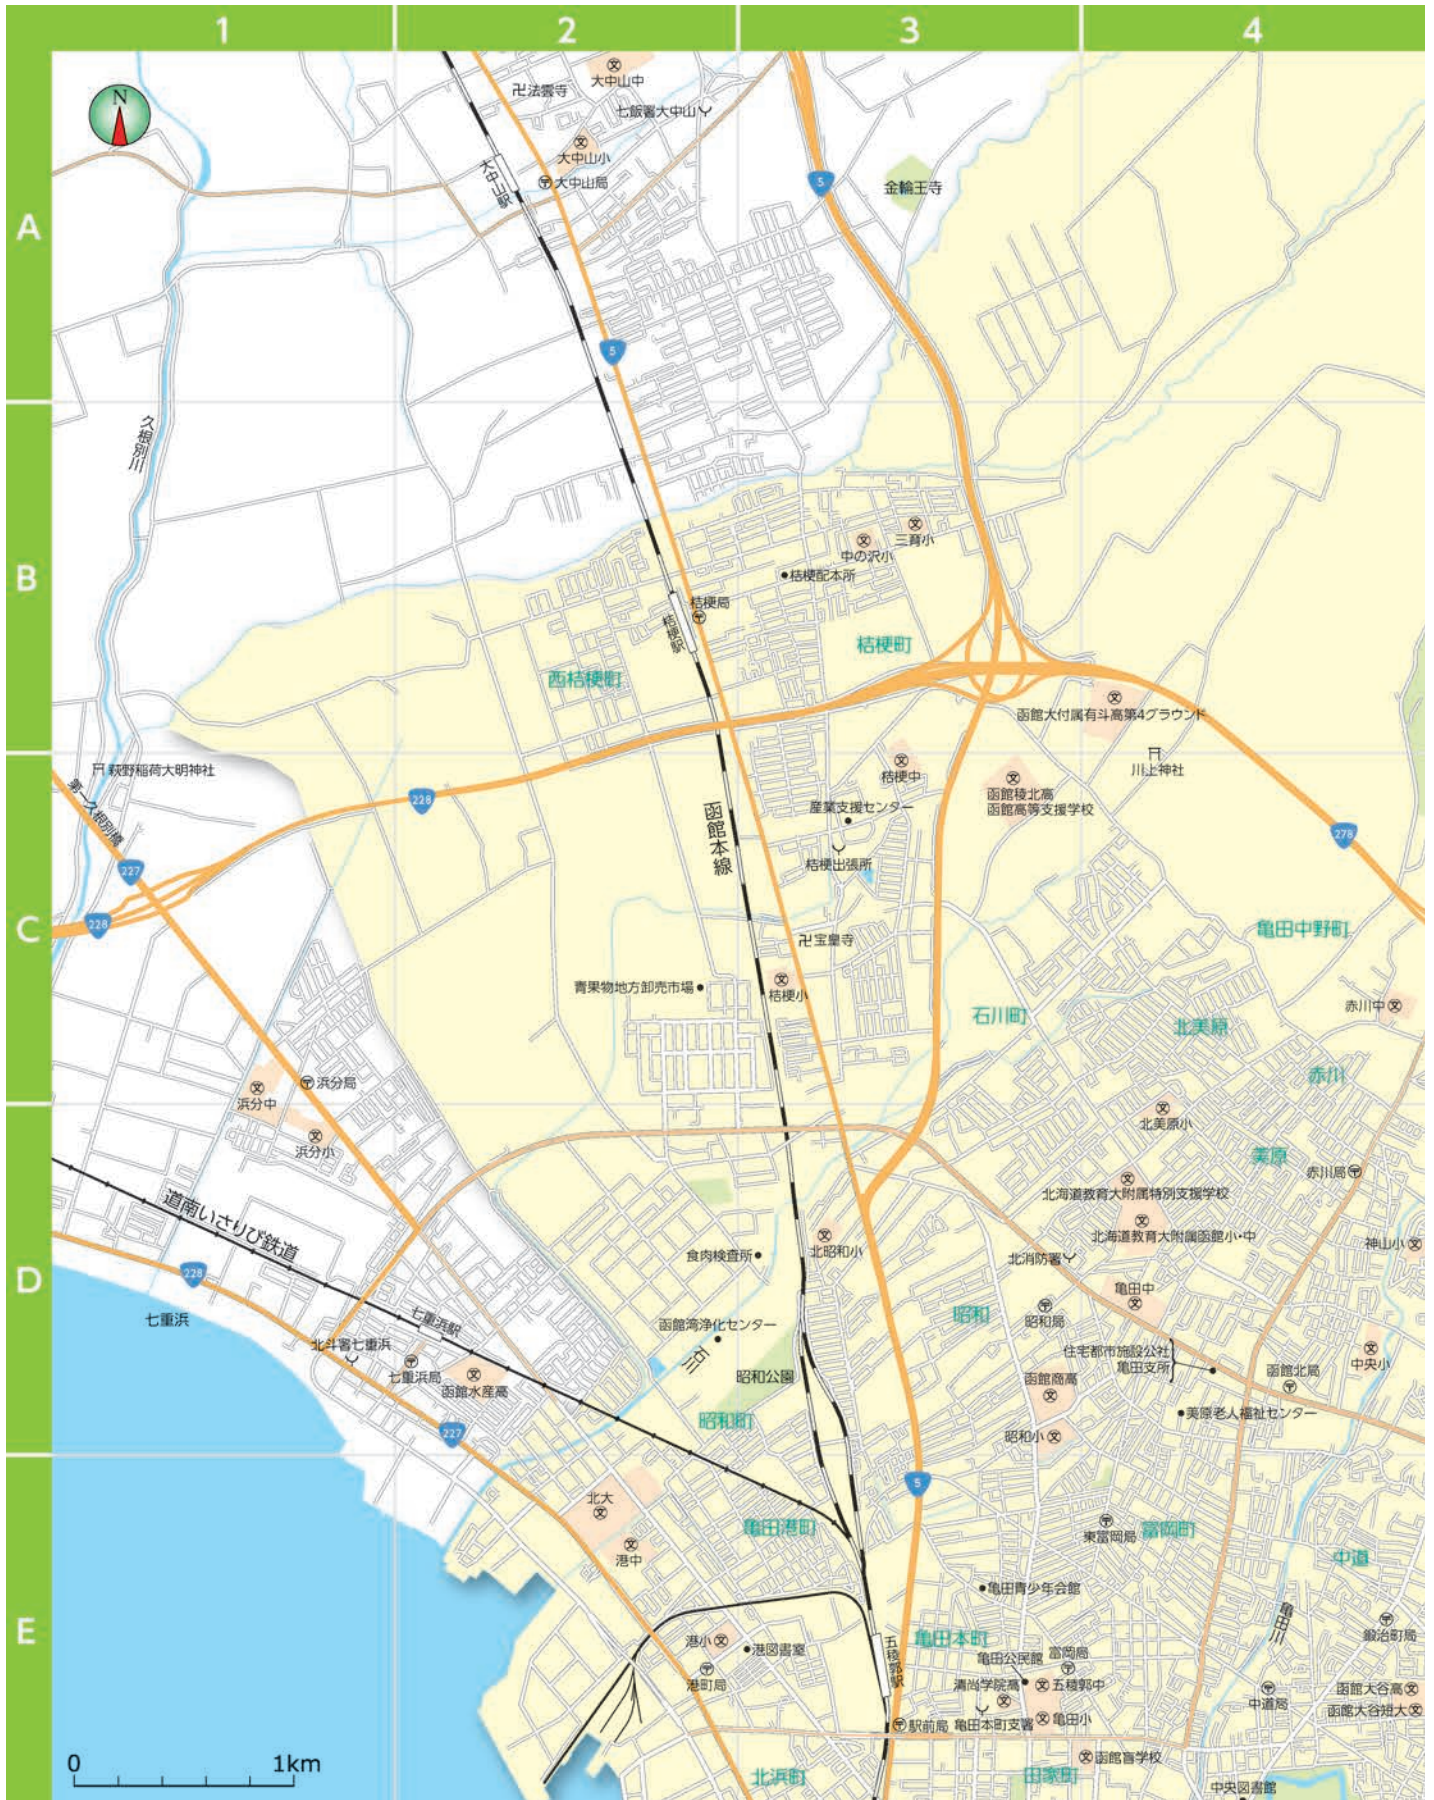 1
2
3
4
A
B
C
D
E
N
大中山中
卍法雲寺
七飯署大中山
大中山小
大中山駅
大中山局
5
金輪王寺
5
久根別川
三育小
中の沢小
桔梗配本所
桔梗局
桔梗駅
桔梗町
西桔梗町
函館大付属有斗高第4グラウンド
萩野稲荷大明神社
第一久根別橋
川上神社
桔梗中
函館稜北高
函館高等支援学校
産業支援センター
桔梗出張所
228
函館本線
278
227
228
亀田中野町
卍宝皇寺
青果物地方卸売市場
桔梗小
石川町
北美原
赤川中
赤川
浜分局
浜分中
浜分小
北美原小
美原
赤川局
北海道教育大附属特別支援学校
北海道教育大附属函館小・中
道南いさりび鉄道
食肉検査所
北昭和小
北消防署
神山小
亀田中
228
七重浜
七重浜駅
北斗署七重浜
七重浜局
函館水産高
函館湾浄化センター
石川
昭和公園
昭和
昭和局
住宅都市施設公社
亀田支所
函館商高
函館北局
中央小
昭和町
美原老人福祉センター
昭和小
227
5
北大
港中
亀田港町
東富岡局
富岡町
中道
亀田青少年会館
亀田川
鍛治町局
港小
港図書室
港町局
五稜郭駅
亀田本町
亀田公民館
富岡局
清尚学院高
五稜郭中
函館大谷高
函館大谷短大
中道局
駅前局
亀田本町支署
亀田小
函館盲学校
北浜町
田家町
中央図書館
0
1km